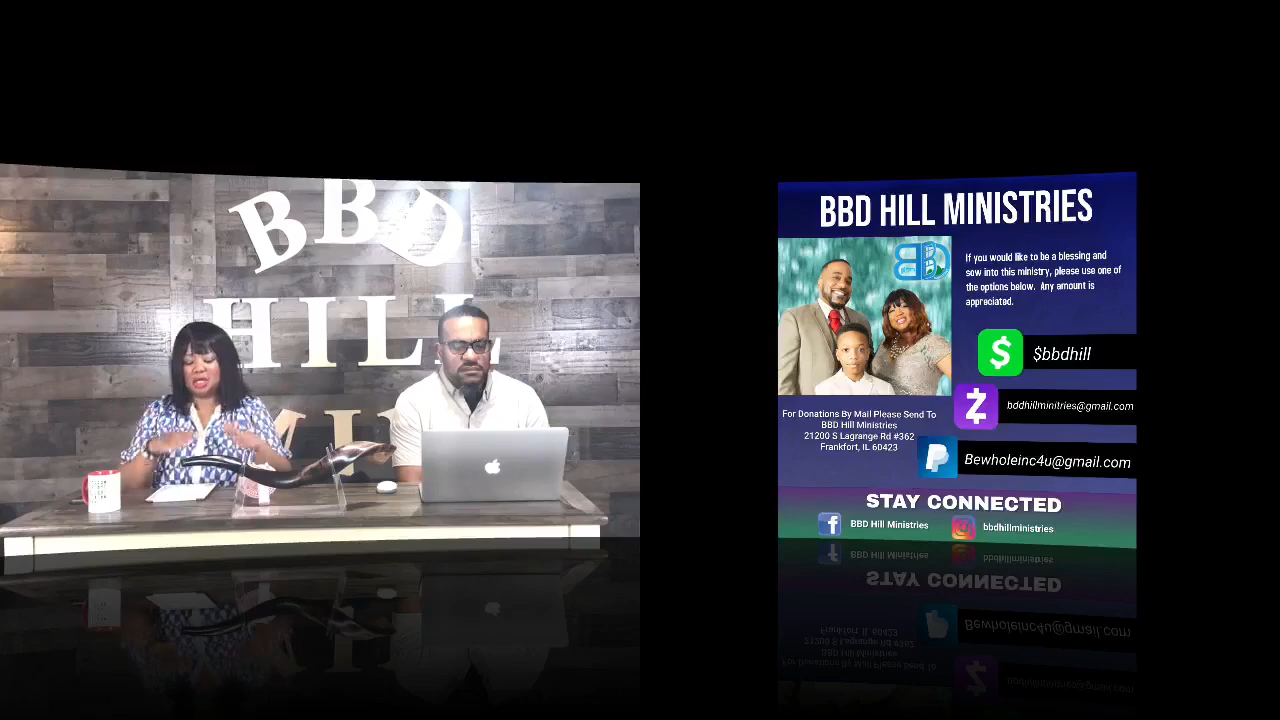 BBD
HILL
BBD HILL MINISTRIES
BBD
If you would like to be a blessing and
sow into this ministry, please use one of
the options below. Any amount is
appreciated.
$bbdhill
bddhillminitries@gmail.com
Bewholeinc4u@gmail.com
For Donations By Mail Please Send To
BBD Hill Ministries
21200 S Lagrange Rd #362
Frankfort, IL 60423
STAY CONNECTED
BBD Hill Ministries
bbdhillministries